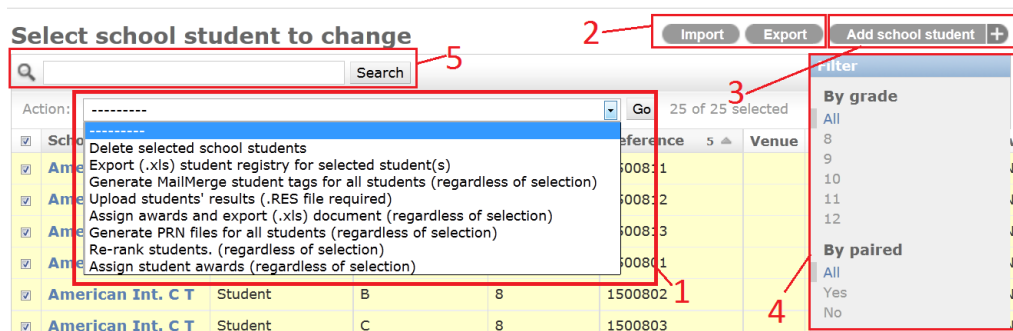 Select school student to change
2
Import
Export
Add school student +
5
Search
3
Filter
Action:
---------
Go
25 of 25 selected
By grade
All
8
9
10
11
12
By paired
All
Yes
No
4
---------
Delete selected school students
Export (.xls) student registry for selected student(s)
Generate MailMerge student tags for all students (regardless of selection)
Upload students' results (.RES file required)
Assign awards and export (.xls) document (regardless of selection)
Generate PRN files for all students (regardless of selection)
Re-rank students. (regardless of selection)
Assign student awards (regardless of selection)
1
5
Venue
American Int. C T Student B 8 1500802
American Int. C T Student C 8 1500803